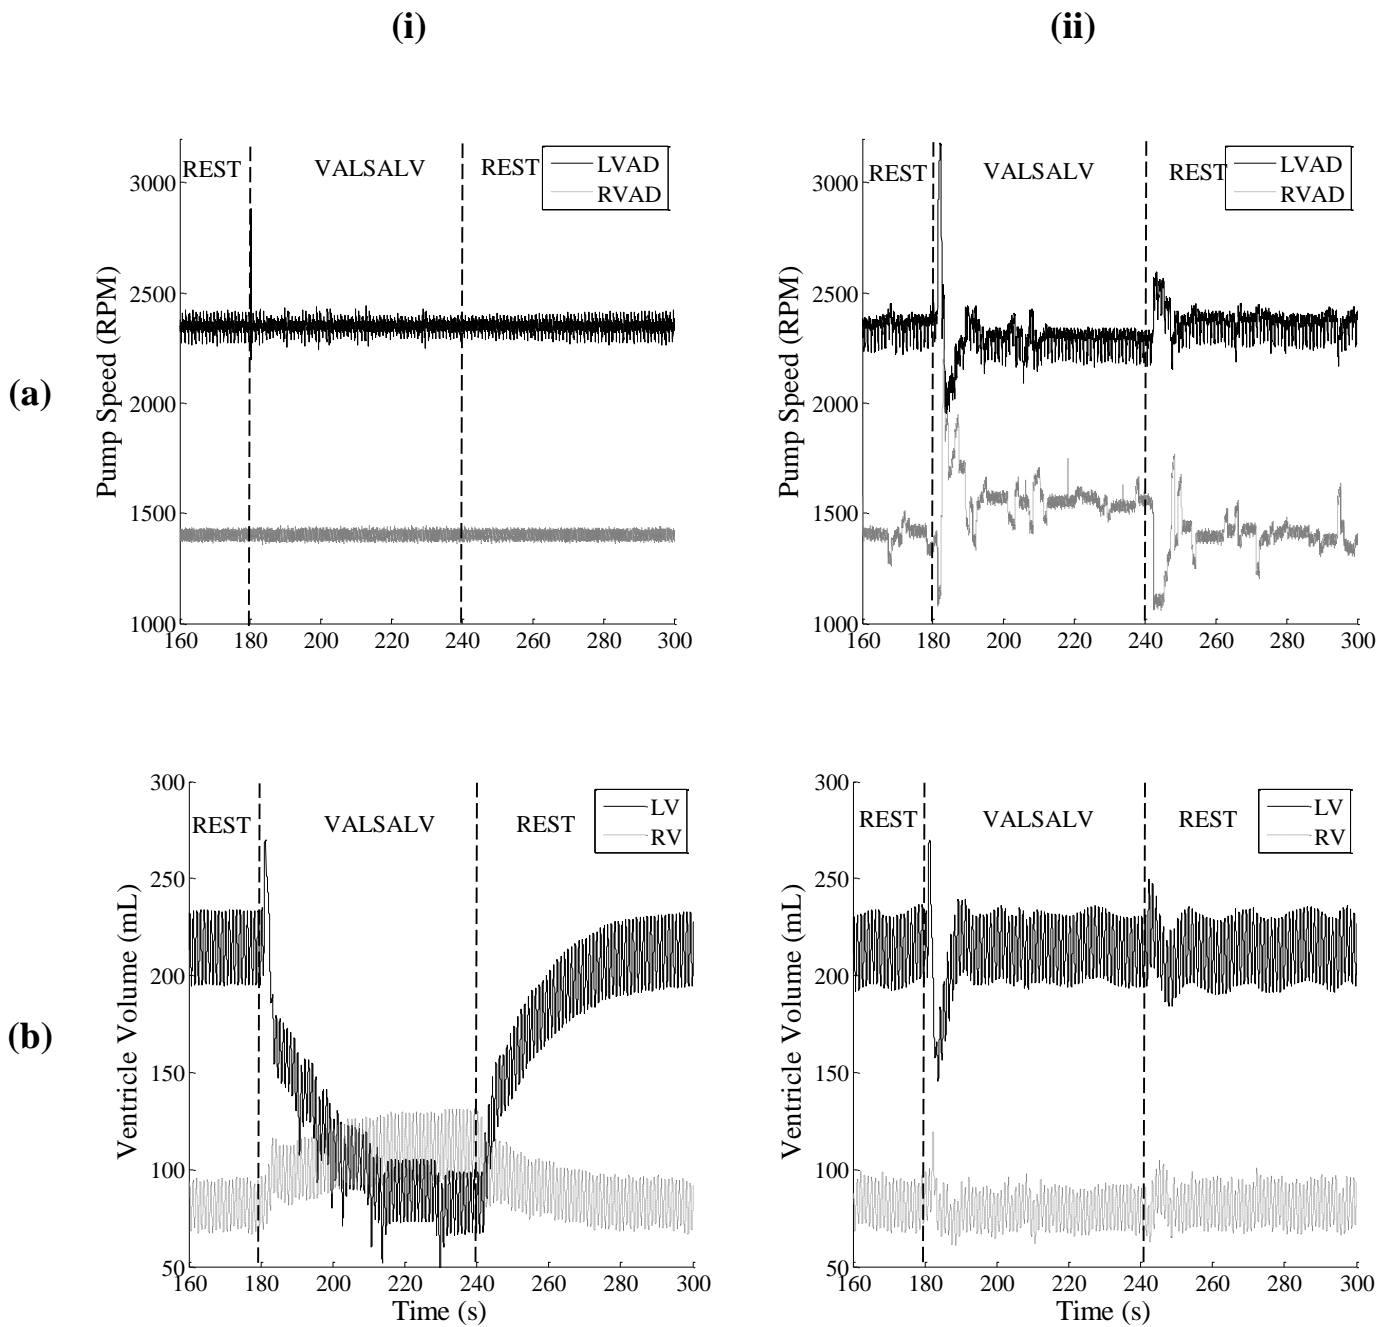 (i)
(ii)
(a)
Pump Speed (RPM)
3000
2500
2000
1500
1000
REST
VALSALV
REST
LVAD
RVAD
160 180 200 220 240 260 280 300
Pump Speed (RPM)
3000
2500
2000
1500
1000
REST
VALSALV
REST
LVAD
RVAD
160 180 200 220 240 260 280 300
(b)
Ventricle Volume (mL)
300
250
200
150
100
50
REST
VALSALV
REST
LV
RV
160 180 200 220 240 260 280 300
Time (s)
Ventricle Volume (mL)
300
250
200
150
100
50
REST
VALSALV
REST
LV
RV
160 180 200 220 240 260 280 300
Time (s)